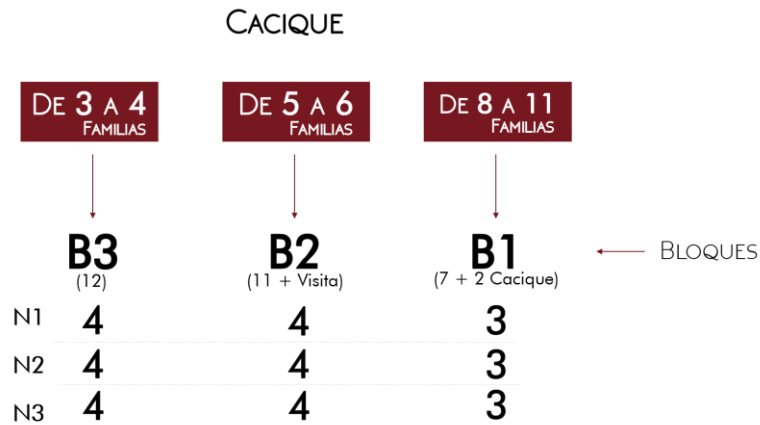 CACIQUE
DE 3 A 4 FAMILIAS
DE 5 A 6 FAMILIAS
DE 8 A 11 FAMILIAS
B3 B2 B1 BLOQUES
(12) (11 + Visita) (7 + 2 Cacique)
N1 4 4 3
N2 4 4 3
N3 4 4 3